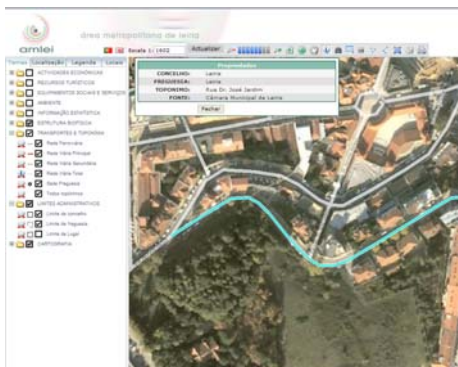 amlei
área metropolitana de leiria
Escala 1: 1602
Actualizar
Temas Localização Legenda Locais
Propriedades
CONCELHO: Leiria
FREGUESIA: Leiria
TOPONIMO: Rua Dr. José Jardim
FONTE: Câmara Municipal de Leiria
Fechar
ACTIVIDADES ECONÓMICAS
RECURSOS TURÍSTICOS
EQUIPAMENTOS SOCIAIS E SERVIÇOS
AMBIENTE
INFORMAÇÃO ESTATÍSTICA
ESTRUTURA BIOFÍSICA
TRANSPORTES E TOPONÍMIA
Rede Ferroviária
Rede Viária Principal
Rede Viária Secundária
Rede Viária Total
Sede Freguesia
Todos topónimos
LIMITES ADMINISTRATIVOS
Limite de concelho
Limite de freguesia
Limite de Lugar
CARTOGRAFIA